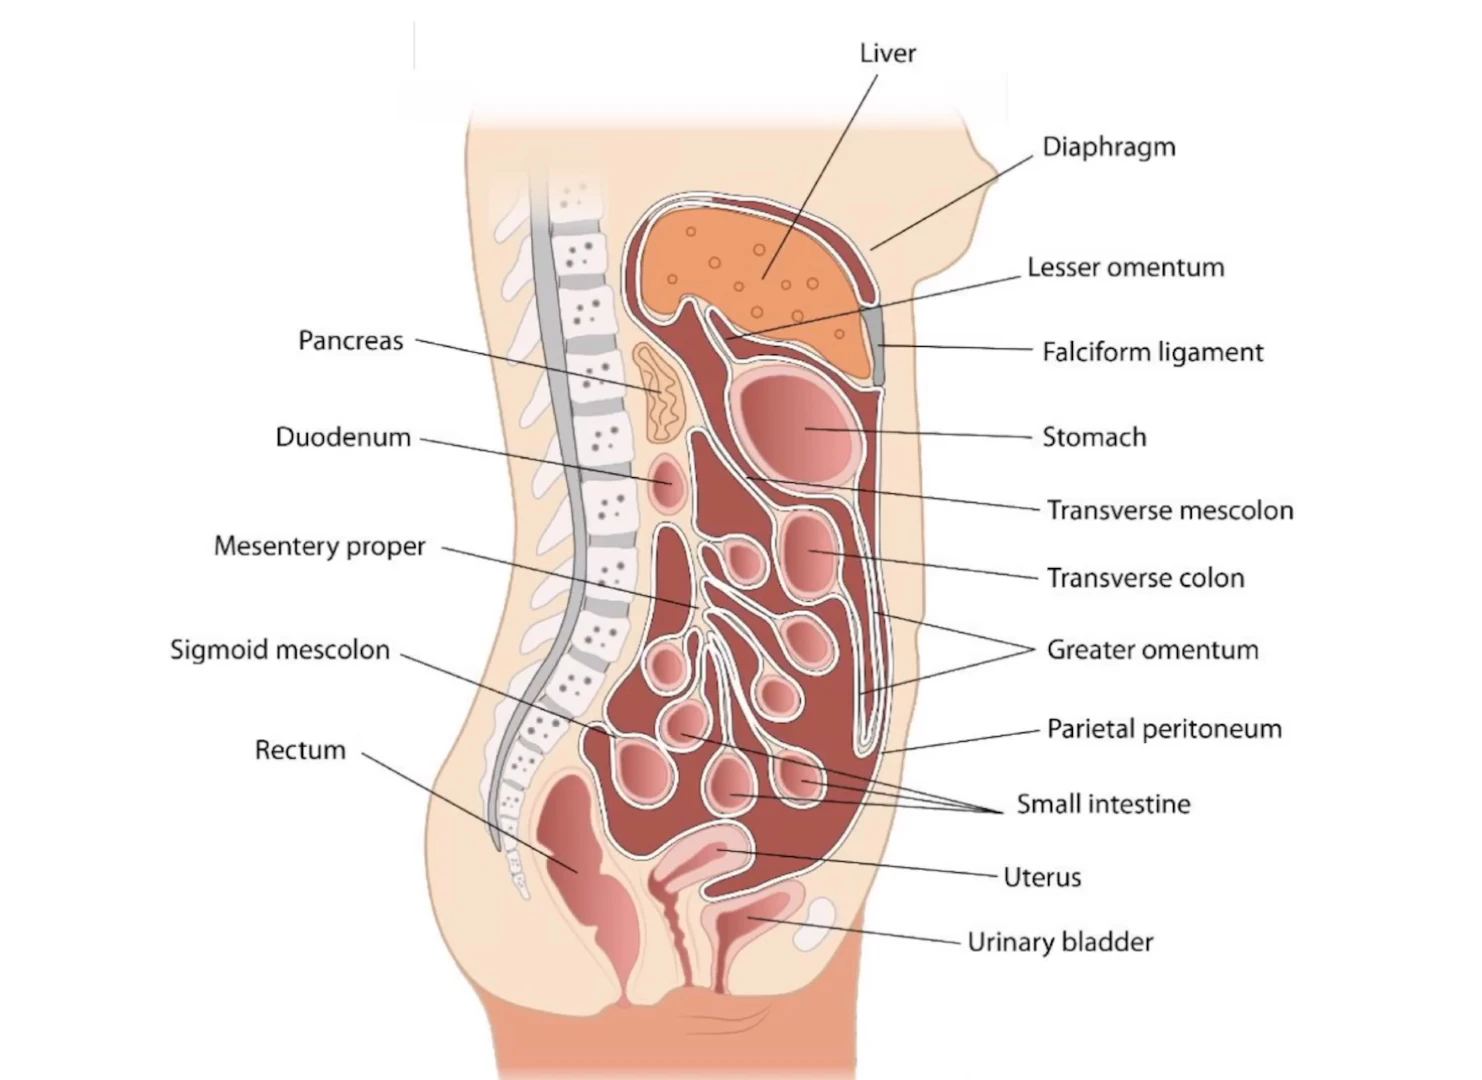 Liver
Diaphragm
Lesser omentum
Pancreas
Falciform ligament
Duodenum
Stomach
Transverse mescolon
Mesentery proper
Transverse colon
Sigmoid mescolon
Greater omentum
Rectum
Parietal peritoneum
Small intestine
Uterus
Urinary bladder